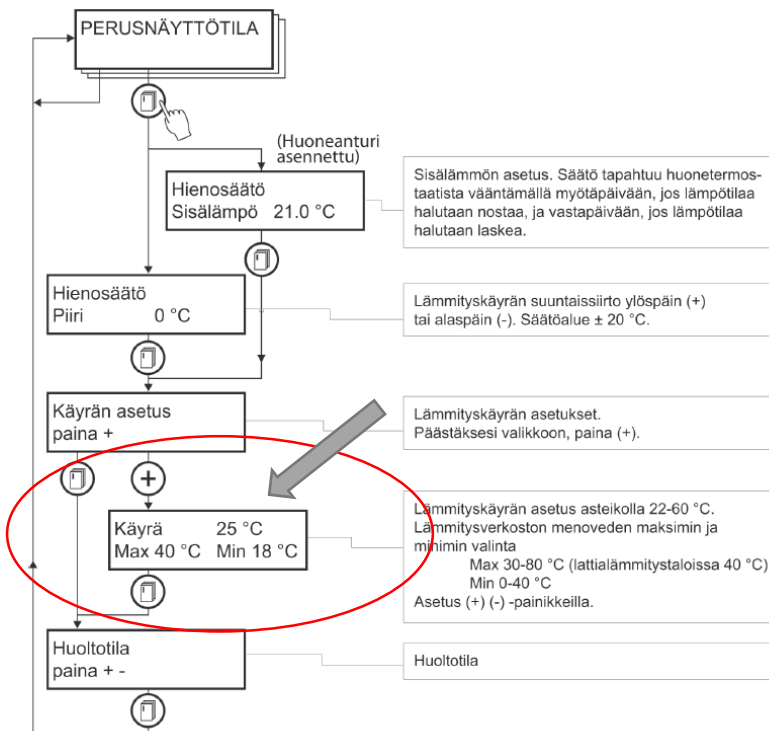 PERUSNÄYTTÖTILA
(Huoneanturi
asennettu)
Hienosäätö
Sisälämpö 21.0 °C
Sisälämmön asetus. Säätö tapahtuu huonetermos-
taatista vääntämällä myötäpäivään, jos lämpötilaa
halutaan nostaa, ja vastapäivään, jos lämpötilaa
halutaan laskea.
Hienosäätö
Piiri 0 °C
Lämmityskäyrän suuntaissiirto ylöspäin (+)
tai alaspäin (-). Säätöalue ± 20 °C.
Käyrän asetus
paina +
Lämmityskäyrän asetukset.
Päästäksesi valikkoon, paina (+).
+
Käyrä 25 °C
Max 40 °C Min 18 °C
Lämmityskäyrän asetus asteikolla 22-60 °C.
Lämmitysverkoston menoveden maksimin ja
minimin valinta
Max 30-80 °C (lattialämmitystaloissa 40 °C)
Min 0-40 °C
Asetus (+) (-) -painikkeilla.
Huoltotila
paina + -
Huoltotila